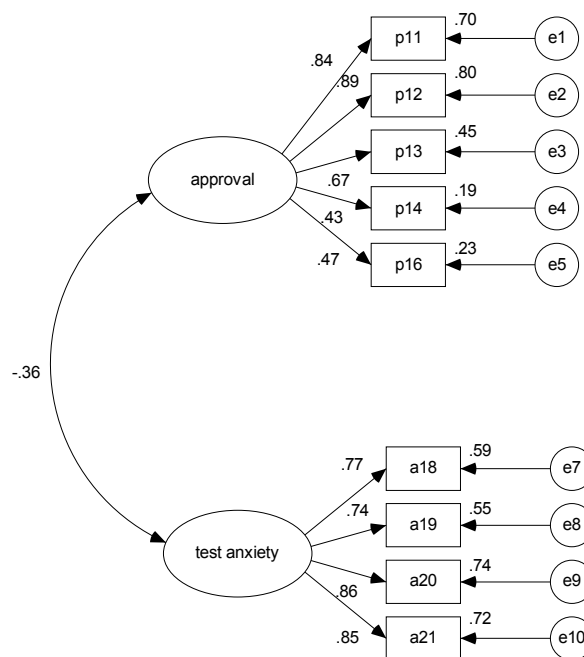 .70
p11
e1
.84
.89
.80
p12
e2
.45
p13
e3
approval
.67
.19
p14
e4
.43
.23
.47
p16
e5
-.36
.59
a18
e7
.77
.74
.55
a19
e8
test anxiety
.74
a20
e9
.86
.72
.85
a21
e10